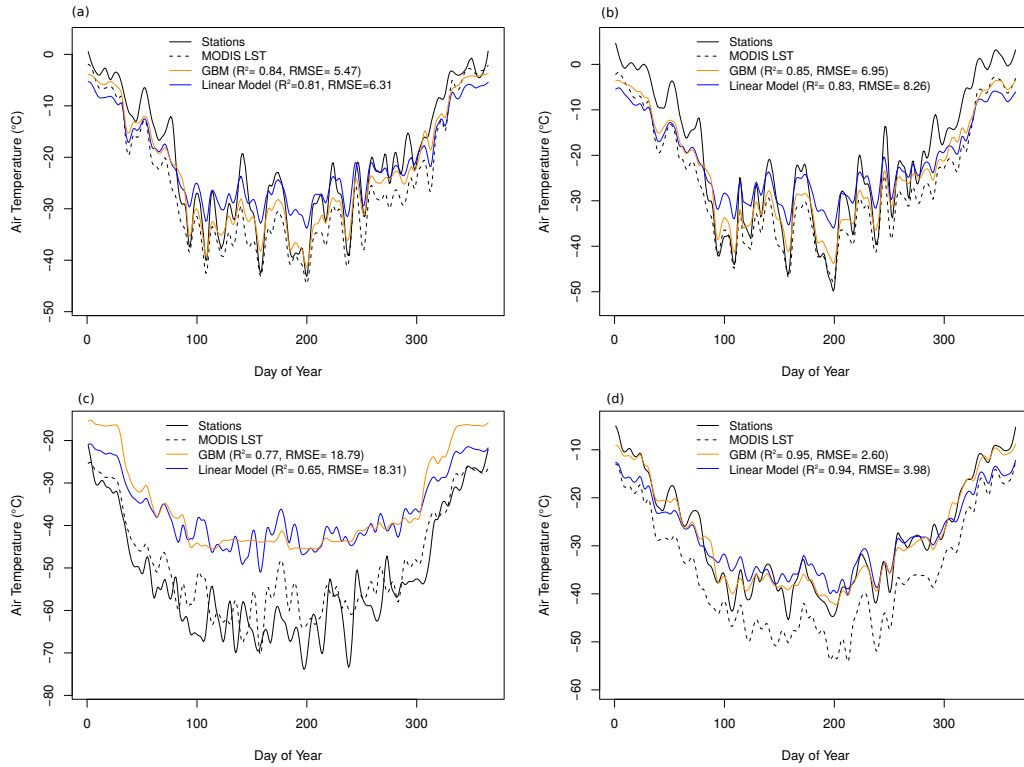 (a)
Stations
MODIS LST
GBM (R²= 0.84, RMSE= 5.47)
Linear Model (R²=0.81, RMSE=6.31
Air Temperature (°C)
0
−10
−20
−30
−40
−50
0 100 200 300
Day of Year
(b)
Stations
MODIS LST
GBM (R²= 0.85, RMSE= 6.95)
Linear Model (R²= 0.83, RMSE= 8.26)
Air Temperature (°C)
0
−10
−20
−30
−40
−50
0 100 200 300
Day of Year
(c)
Stations
MODIS LST
GBM (R²= 0.77, RMSE= 18.79)
Linear Model (R²= 0.65, RMSE= 18.31)
Air Temperature (°C)
−20
−30
−40
−50
−60
−70
−80
0 100 200 300
Day of Year
(d)
Stations
MODIS LST
GBM (R²= 0.95, RMSE= 2.60)
Linear Model (R²= 0.94, RMSE= 3.98)
Air Temperature (°C)
−10
−20
−30
−40
−50
−60
0 100 200 300
Day of Year